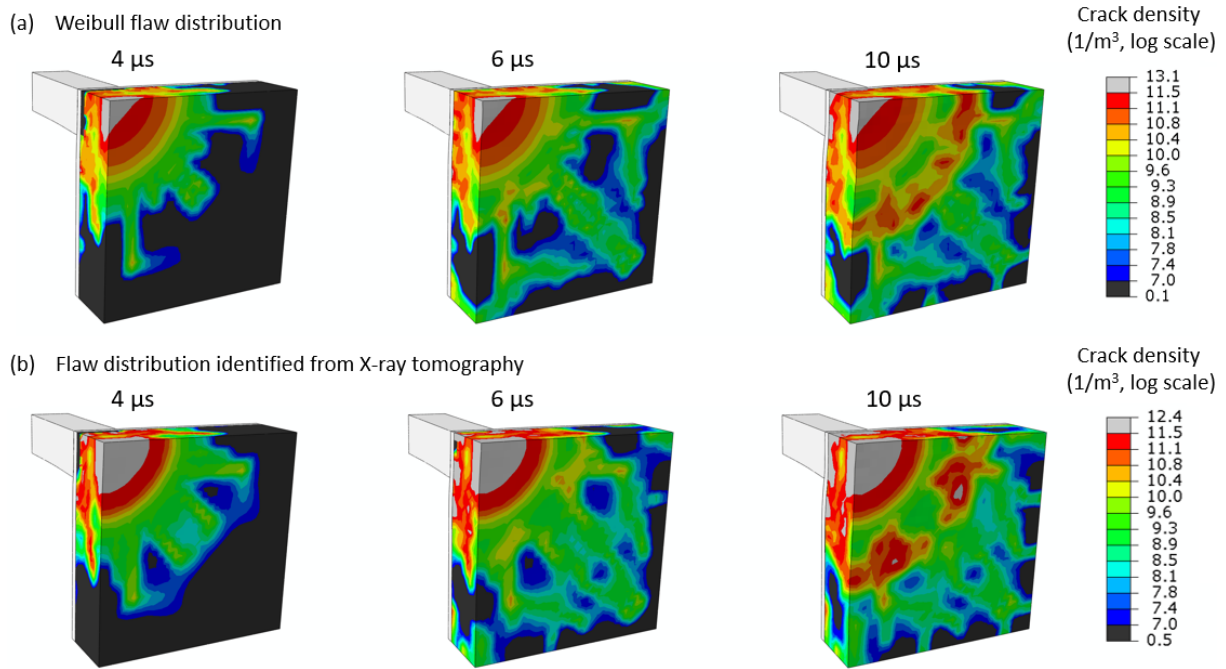 (a) Weibull flaw distribution
Crack density
(1/m³, log scale)
4 µs
6 µs
10 µs
13.1
11.5
11.1
10.8
10.4
10.0
9.6
9.3
8.9
8.5
8.1
7.8
7.4
7.0
0.1
(b) Flaw distribution identified from X-ray tomography
Crack density
(1/m³, log scale)
4 µs
6 µs
10 µs
12.4
11.5
11.1
10.8
10.4
10.0
9.6
9.3
8.9
8.5
8.1
7.8
7.4
7.0
0.5